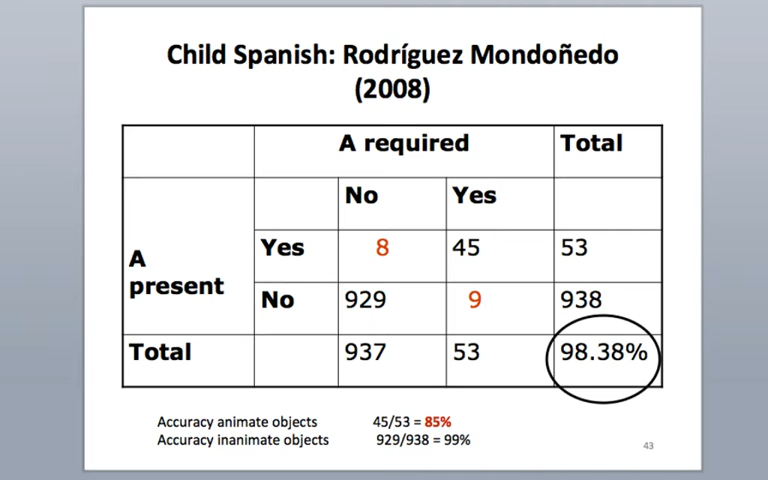 Child Spanish: Rodríguez Mondoñedo
(2008)
A required Total
No Yes
A present Yes 8 45 53
No 929 9 938
Total 937 53 98.38%
Accuracy animate objects 45/53 = 85%
Accuracy inanimate objects 929/938 = 99%
43